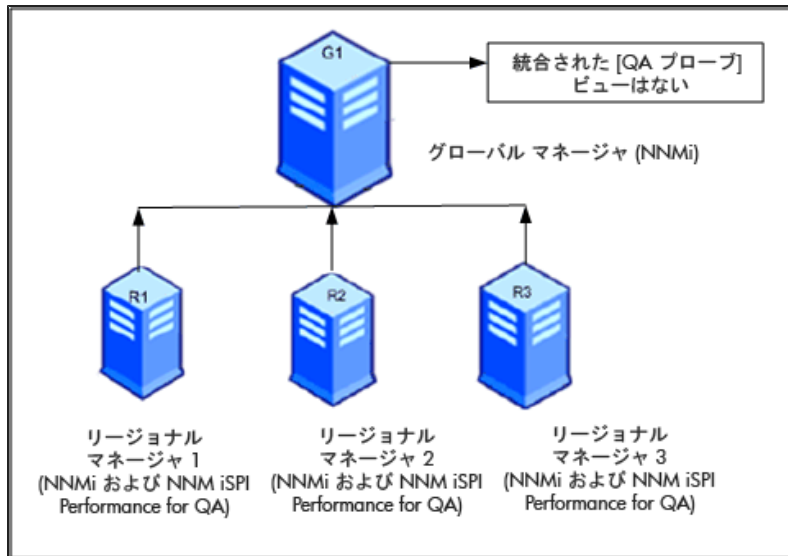 G1
統合された [QA プローブ]
ビューはない
グローバル マネージャ (NNMi)
R1
R2
R3
リージョナル
マネージャ 1
(NNMi および NNM iSPI
Performance for QA)
リージョナル
マネージャ 2
(NNMi および NNM iSPI
Performance for QA)
リージョナル
マネージャ 3
(NNMi および NNM iSPI
Performance for QA)